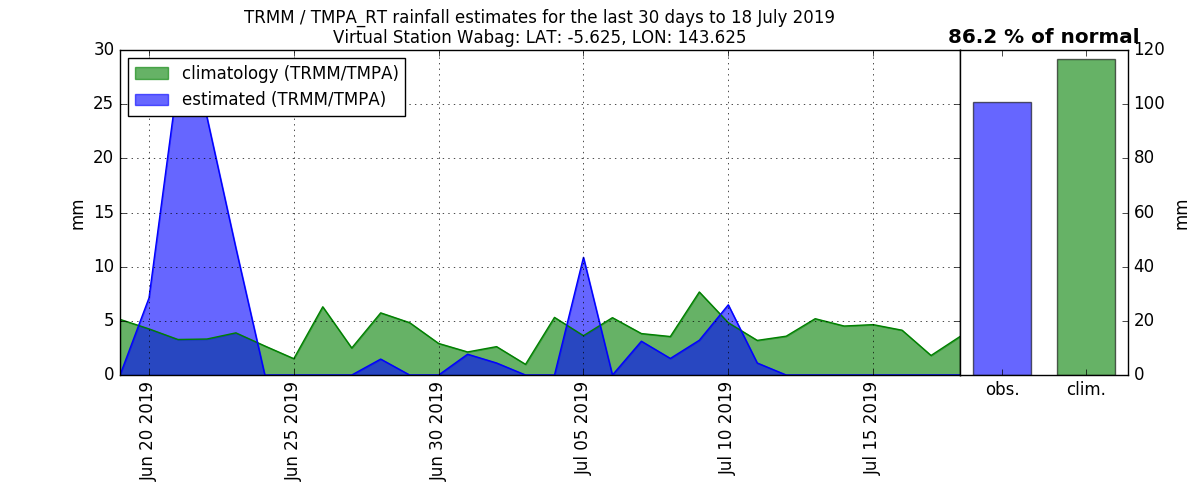 TRMM / TMPA_RT rainfall estimates for the last 30 days to 18 July 2019
Virtual Station Wabag: LAT: -5.625, LON: 143.625
86.2 % of normal
climatology (TRMM/TMPA)
estimated (TRMM/TMPA)
30
25
20
15
10
5
0
mm
Jun 20 2019
Jun 25 2019
Jun 30 2019
Jul 05 2019
Jul 10 2019
Jul 15 2019
obs.
clim.
120
100
80
60
40
20
0
mm